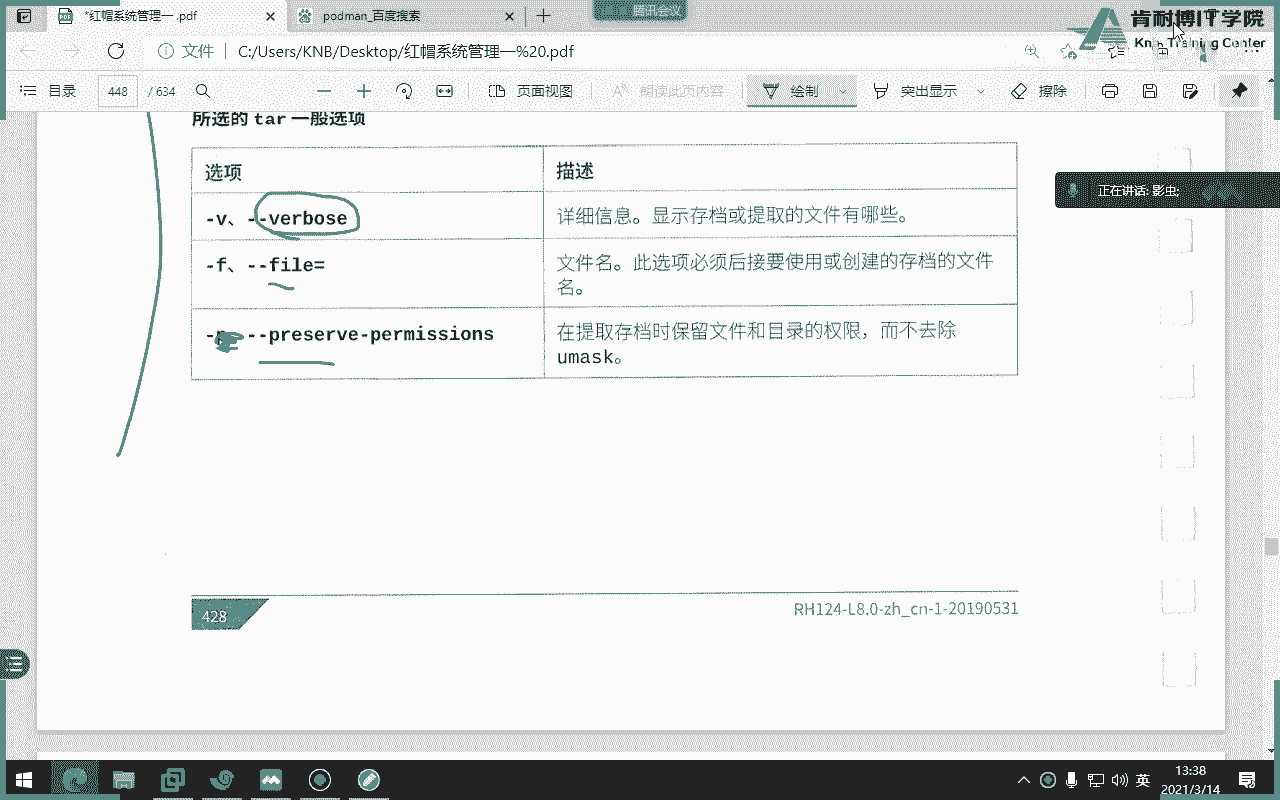 *红帽系统管理一 .pdf
podman_百度搜索
腾讯会议
肯耐博IT学院
KnB Training Center
文件
C:/Users/KNB/Desktop/红帽系统管理一%20.pdf
目录
448
/ 634
页面视图
朗读此页内容
绘制
突出显示
擦除
所选的 tar 一般选项
选项
描述
-v、--verbose
详细信息。显示存档或提取的文件有哪些。
正在讲话: 影虫;
-f、--file=
文件名。此选项必须后接要使用或创建的存档的文件
名。
--preserve-permissions
在提取存档时保留文件和目录的权限，而不去除
umask。
428
RH124-L8.0-zh_cn-1-20190531
英
13:38
2021/3/14